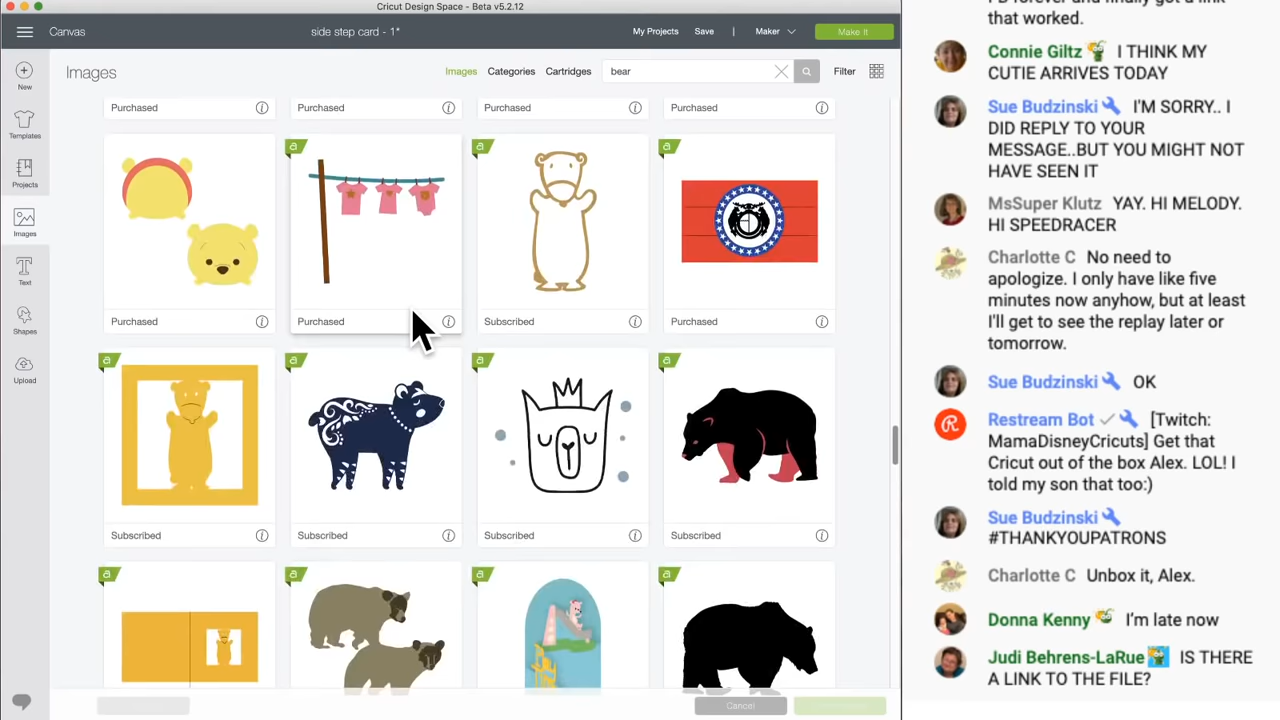 Cricut Design Space - Beta v5.2.12
Canvas
side step card - 1*
My Projects
Save
|
Maker
Make It
New
Templates
Projects
Images
Text
Shapes
Upload
Images
Images
Categories
Cartridges
bear
Filter
Purchased
Purchased
Purchased
Purchased
Purchased
Purchased
Subscribed
Purchased
Subscribed
Subscribed
Subscribed
Subscribed
Cancel
that worked.
Connie Giltz I THINK MY
CUTIE ARRIVES TODAY
Sue Budzinski I'M SORRY.. I
DID REPLY TO YOUR
MESSAGE..BUT YOU MIGHT NOT
HAVE SEEN IT
MsSuper Klutz YAY. HI MELODY.
HI SPEEDRACER
Charlotte C No need to
apologize. I only have like five
minutes now anyhow, but at least
I'll get to see the replay later or
tomorrow.
Sue Budzinski OK
Restream Bot [Twitch:
MamaDisneyCricuts] Get that
Cricut out of the box Alex. LOL! I
told my son that too:)
Sue Budzinski
#THANKYOUPATRONS
Charlotte C Unbox it, Alex.
Donna Kenny I'm late now
Judi Behrens-LaRue IS THERE
A LINK TO THE FILE?